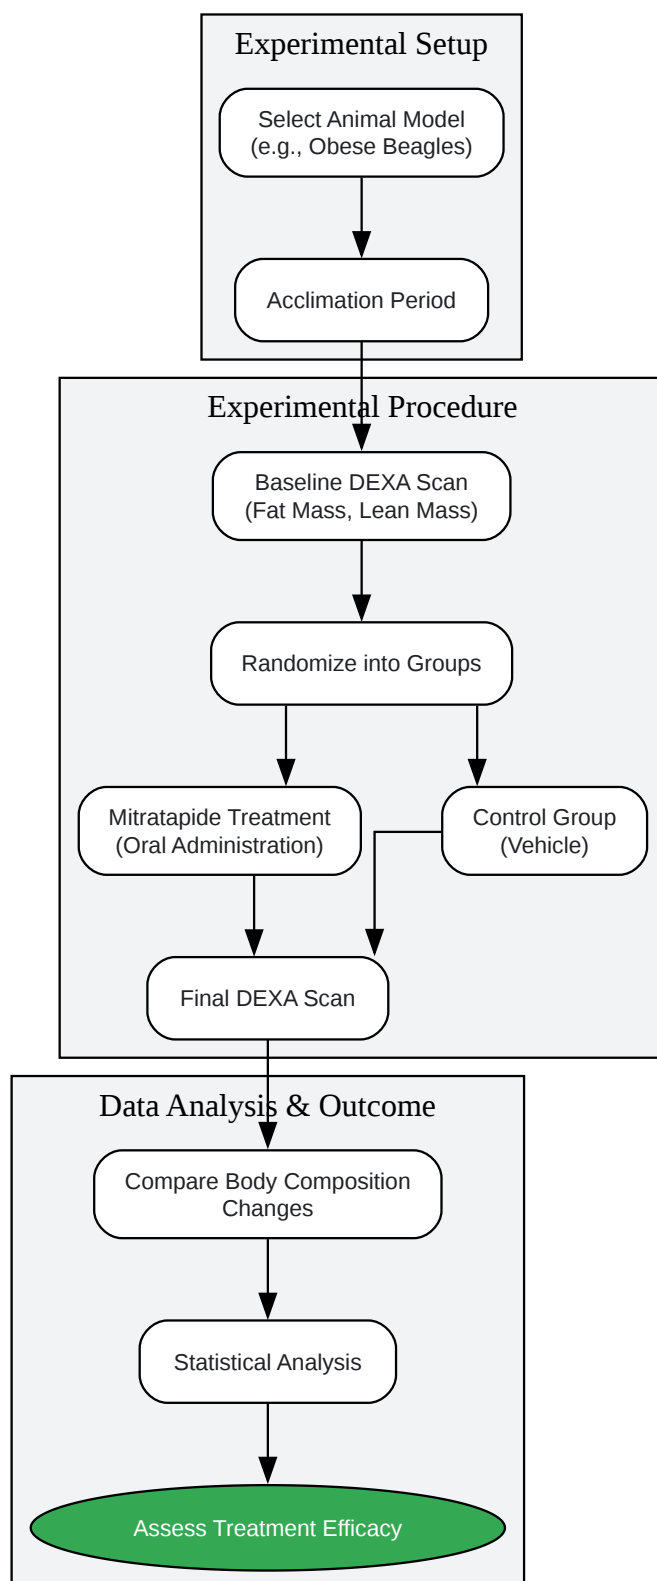 Experimental Setup
Select Animal Model
(e.g., Obese Beagles)
Acclimation Period
Experimental Procedure
Baseline DEXA Scan
(Fat Mass, Lean Mass)
Randomize into Groups
Mitratapide Treatment
(Oral Administration)
Control Group
(Vehicle)
Final DEXA Scan
Data Analysis & Outcome
Compare Body Composition
Changes
Statistical Analysis
Assess Treatment Efficacy